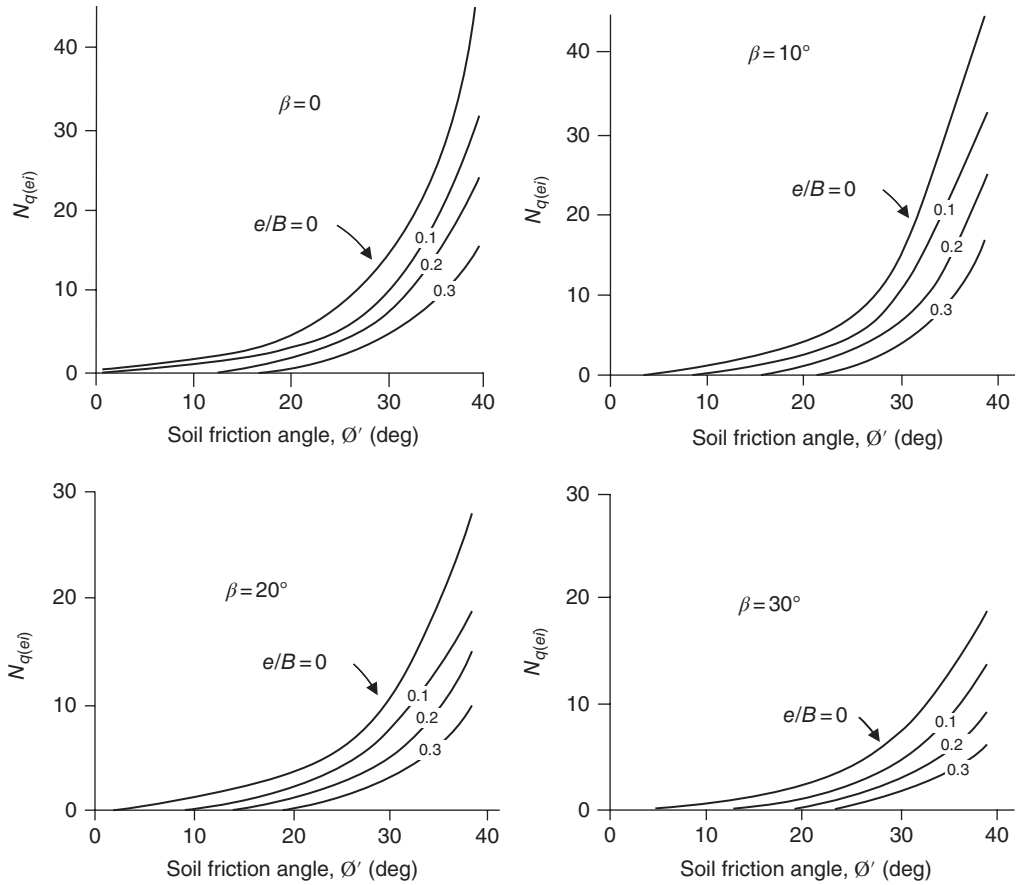 40
30
20
10
0
N_q(ei)
β = 0
e/B = 0
0.1
0.2
0.3
0 10 20 30 40
Soil friction angle, Ø′ (deg)
40
30
20
10
0
N_q(ei)
β = 10°
e/B = 0
0.1
0.2
0.3
0 10 20 30 40
Soil friction angle, Ø′ (deg)
30
20
10
0
N_q(ei)
β = 20°
e/B = 0
0.1
0.2
0.3
0 10 20 30 40
Soil friction angle, Ø′ (deg)
30
20
10
0
N_q(ei)
β = 30°
e/B = 0
0.1
0.2
0.3
0 10 20 30 40
Soil friction angle, Ø′ (deg)